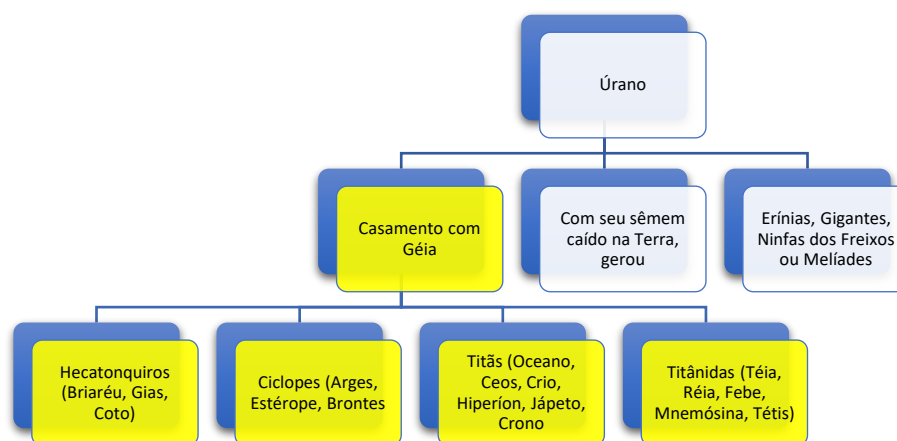 Úrano
Casamento com
Géia
Com seu sêmem
caído na Terra,
gerou
Erínias, Gigantes,
Ninfas dos Freixos
ou Melíades
Hecatonquiros
(Briaréu, Gias,
Coto)
Ciclopes (Arges,
Estérope, Brontes
Titãs (Oceano,
Ceos, Crio,
Hiperíon, Jápeto,
Crono
Titânidas (Téia,
Réia, Febe,
Mnemósina, Tétis)